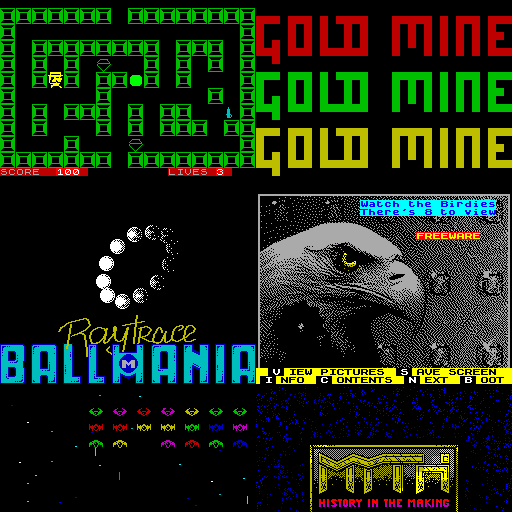 SCORE 100 LIVES 3
GOLD MINE
GOLD MINE
GOLD MINE
Watch the Birdies
There's 8 to view
FREEWARE
Raytrace
BALLMANIA
M
VIEW PICTURES SAVE SCREEN
INFO CONTENTS NEXT BOOT
MTA
HISTORY IN THE MAKING